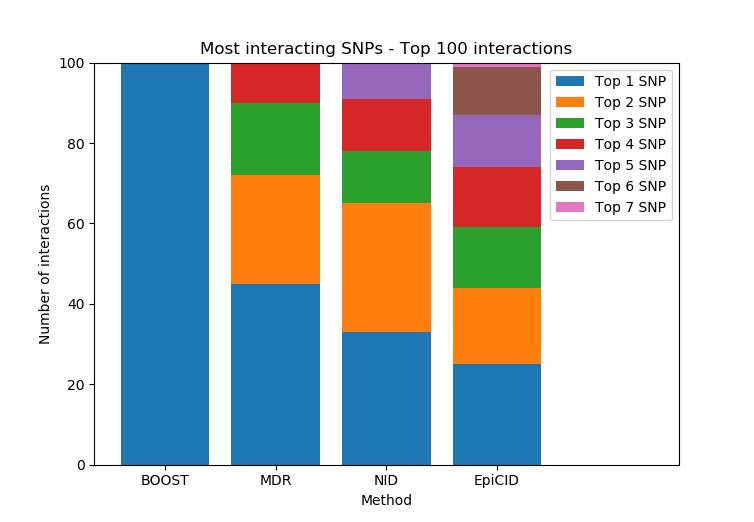 Most interacting SNPs - Top 100 interactions
Number of interactions
100
80
60
40
20
0
Top 1 SNP
Top 2 SNP
Top 3 SNP
Top 4 SNP
Top 5 SNP
Top 6 SNP
Top 7 SNP
BOOST MDR NID EpiCID
Method